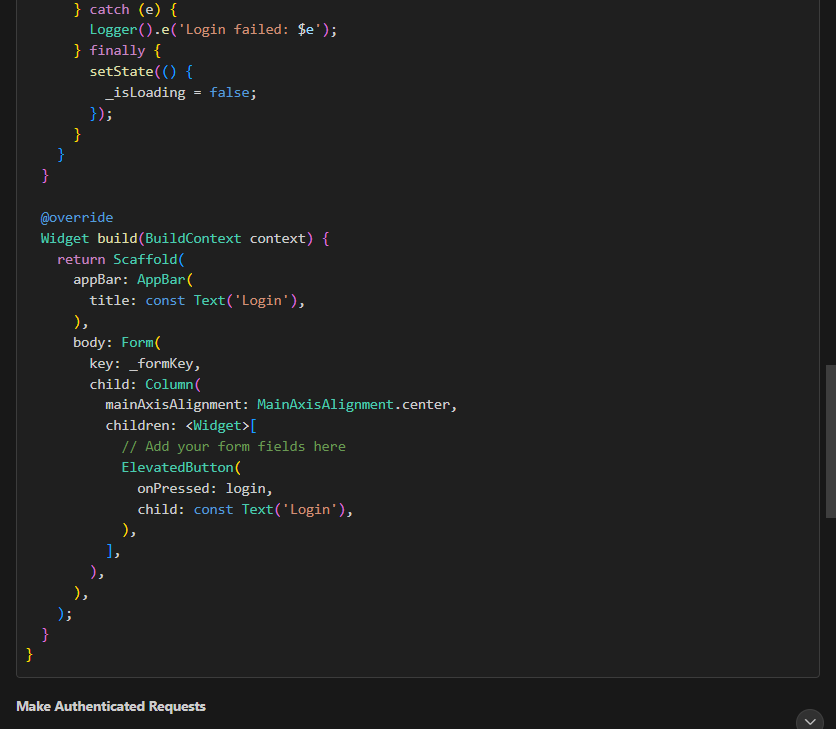 } catch (e) {
        Logger().e('Login failed: $e');
      } finally {
        setState(() {
          _isLoading = false;
        });
      }
    }
  }

  @override
  Widget build(BuildContext context) {
    return Scaffold(
      appBar: AppBar(
        title: const Text('Login'),
      ),
      body: Form(
        key: _formKey,
        child: Column(
          mainAxisAlignment: MainAxisAlignment.center,
          children: <Widget>[
            // Add your form fields here
            ElevatedButton(
              onPressed: login,
              child: const Text('Login'),
            ),
          ],
        ),
      ),
    );
  }
}
Make Authenticated Requests